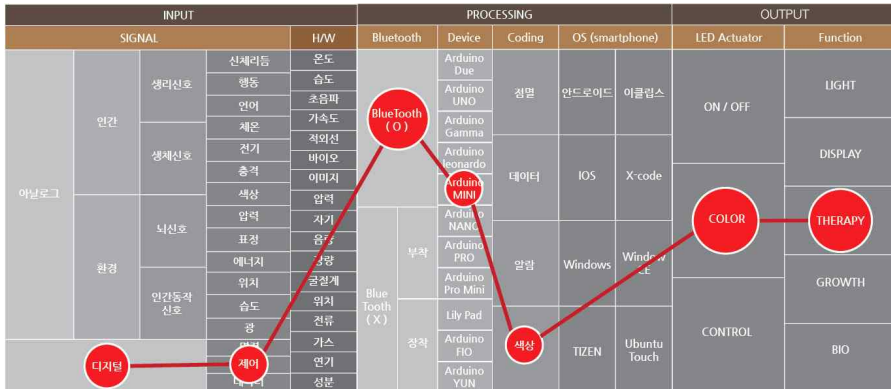 INPUT
PROCESSING
OUTPUT
SIGNAL
H/W
Bluetooth
Device
Coding
OS (smartphone)
LED Actuator
Function
아날로그
디지털
인간
환경
생리신호
생체신호
뇌신호
인간동작
신호
신체리듬
행동
언어
체온
전기
충격
색상
압력
표정
에너지
위치
습도
광
제어
온도
습도
초음파
가속도
적외선
바이오
이미지
압력
자기
음량
굴절계
위치
전류
가스
연기
성분
BlueTooth
( O )
Blue
Tooth
( X )
부착
장착
Arduino
Due
Arduino
UNO
Arduino
Gamma
Arduino
leonardo
Arduino
MINI
Arduino
NANO
Arduino
PRO
Arduino
Pro Mini
Lily Pad
Arduino
FIO
Arduino
YUN
점멸
데이터
알람
색상
안드로이드
IOS
Windows
TIZEN
이클립스
X-code
Window
Ubuntu
Touch
ON / OFF
COLOR
CONTROL
LIGHT
DISPLAY
THERAPY
GROWTH
BIO